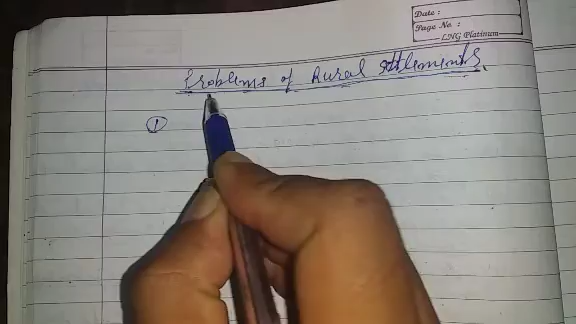 Date :
Page No. :
LNG Platinum
Problems of Rural Settlements
1